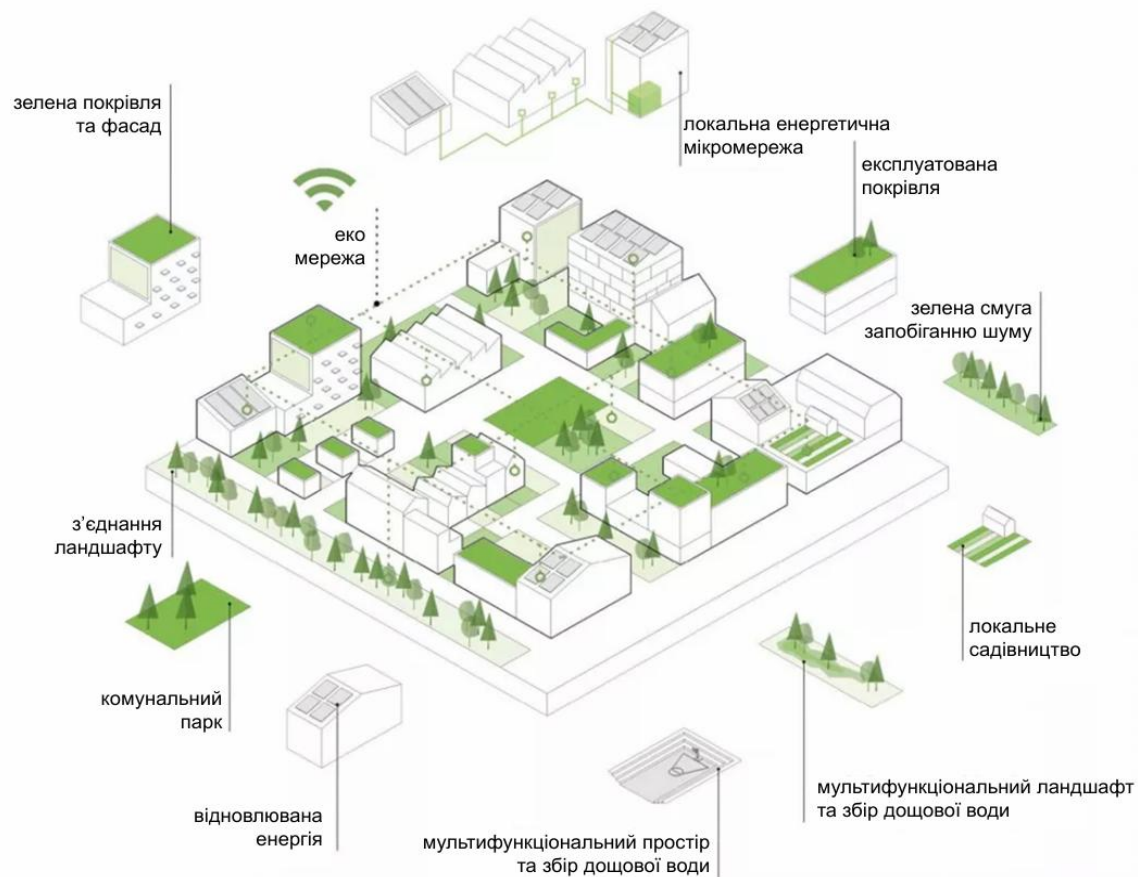 зелена покрівля
та фасад
локальна енергетична
мікромережа
експлуатована
покрівля
еко
мережа
зелена смуга
запобіганню шуму
з’єднання
ландшафту
локальне
садівництво
комунальний
парк
відновлювана
енергія
мультифункціональний ландшафт
та збір дощової води
мультифункціональний простір
та збір дощової води